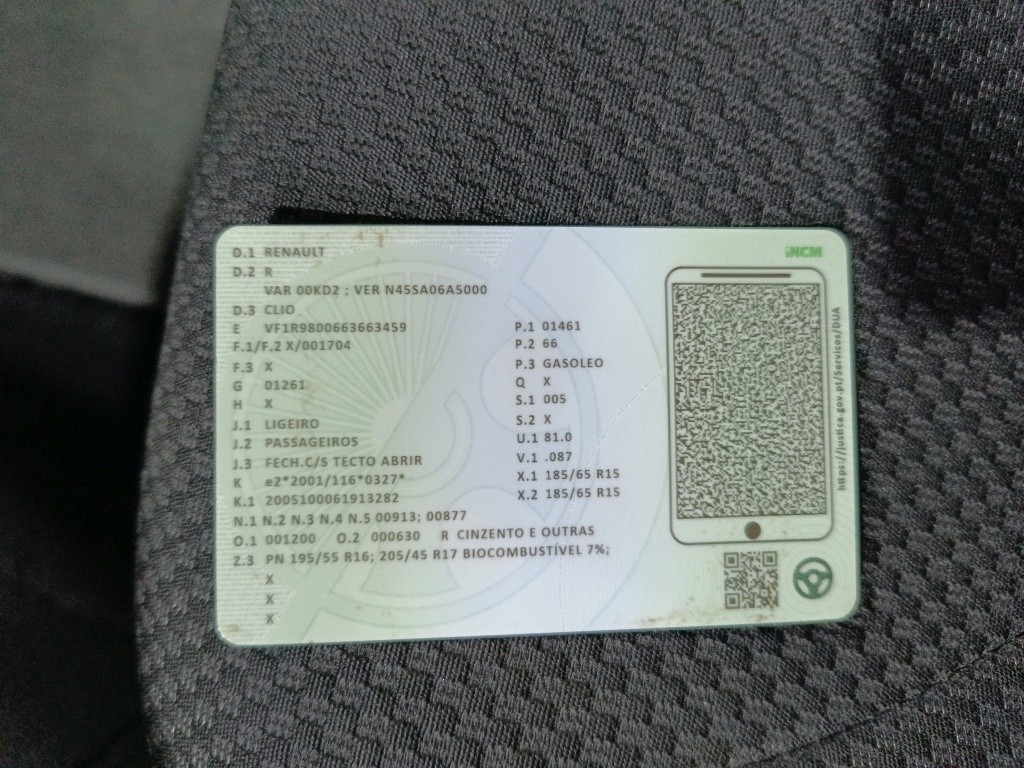 D.1 RENAULT
D.2 R
VAR 00KD2 ; VER N45SA06A5000
D.3 CLIO
E VF1R9800663663459
F.1/F.2 X/001704
F.3 X
G 01261
H X
J.1 LIGEIRO
J.2 PASSAGEIROS
J.3 FECH.C/S TECTO ABRIR
K e2*2001/116*0327*
K.1 2005100061913282
N.1 N.2 N.3 N.4 N.5 00913; 00877
O.1 001200 O.2 000630 R CINZENTO E OUTRAS
Z.3 PN 195/55 R16; 205/45 R17 BIOCOMBUSTÍVEL 7%;
X
X
X
P.1 01461
P.2 66
P.3 GASOLEO
Q X
S.1 005
S.2 X
U.1 81.0
V.1 .087
X.1 185/65 R15
X.2 185/65 R15
INCM
https://justica.gov.pt/Servicos/DUA